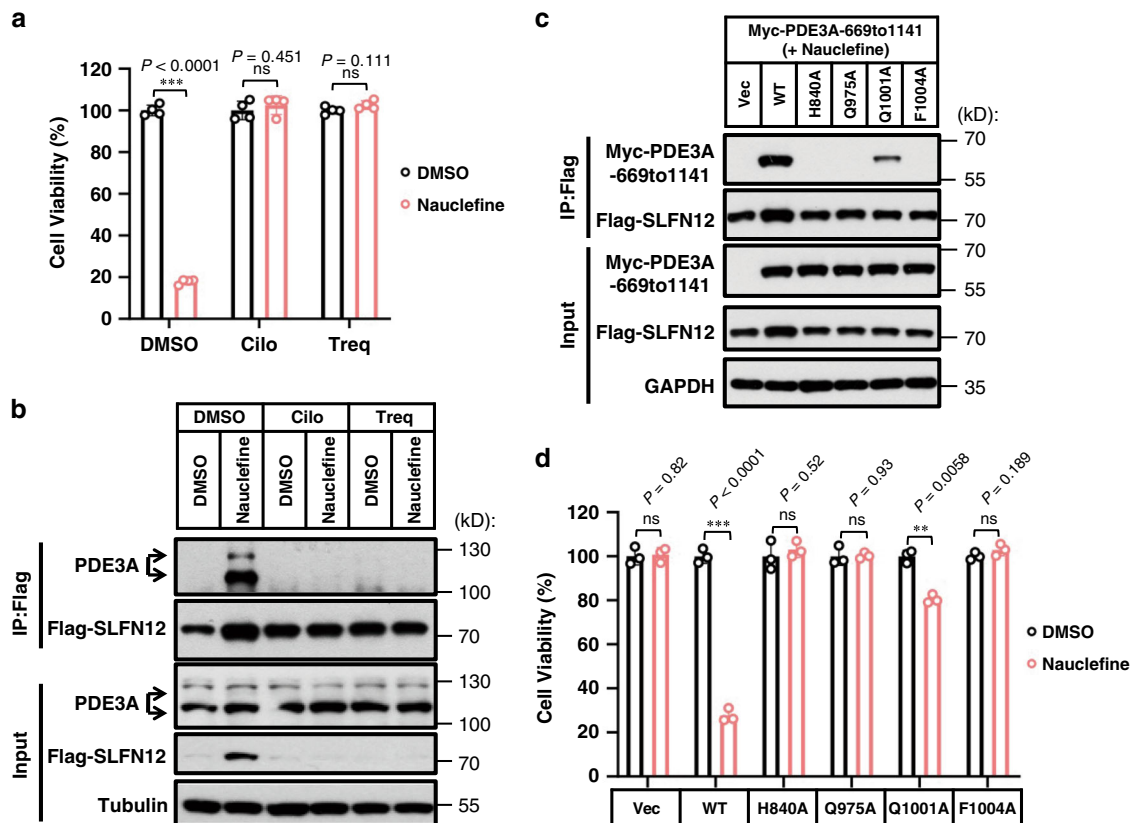 a
P < 0.0001
P = 0.451
P = 0.111
***
ns
ns
120
100
80
60
40
20
0
Cell Viability (%)
DMSO
Nauclefine
DMSO
Cilo
Treq
b
DMSO
Cilo
Treq
DMSO
Nauclefine
DMSO
Nauclefine
DMSO
Nauclefine
(kD):
IP:Flag
PDE3A
130
100
Flag-SLFN12
70
Input
PDE3A
130
100
Flag-SLFN12
70
Tubulin
55
c
Myc-PDE3A-669to1141
(+ Nauclefine)
Vec
WT
H840A
Q975A
Q1001A
F1004A
(kD):
IP:Flag
Myc-PDE3A
-669to1141
70
55
Flag-SLFN12
70
Input
Myc-PDE3A
-669to1141
70
55
Flag-SLFN12
70
GAPDH
35
d
P = 0.82
P < 0.0001
P = 0.52
P = 0.93
P = 0.0058
P = 0.189
ns
***
ns
ns
**
ns
120
100
80
60
40
20
0
Cell Viability (%)
DMSO
Nauclefine
Vec
WT
H840A
Q975A
Q1001A
F1004A